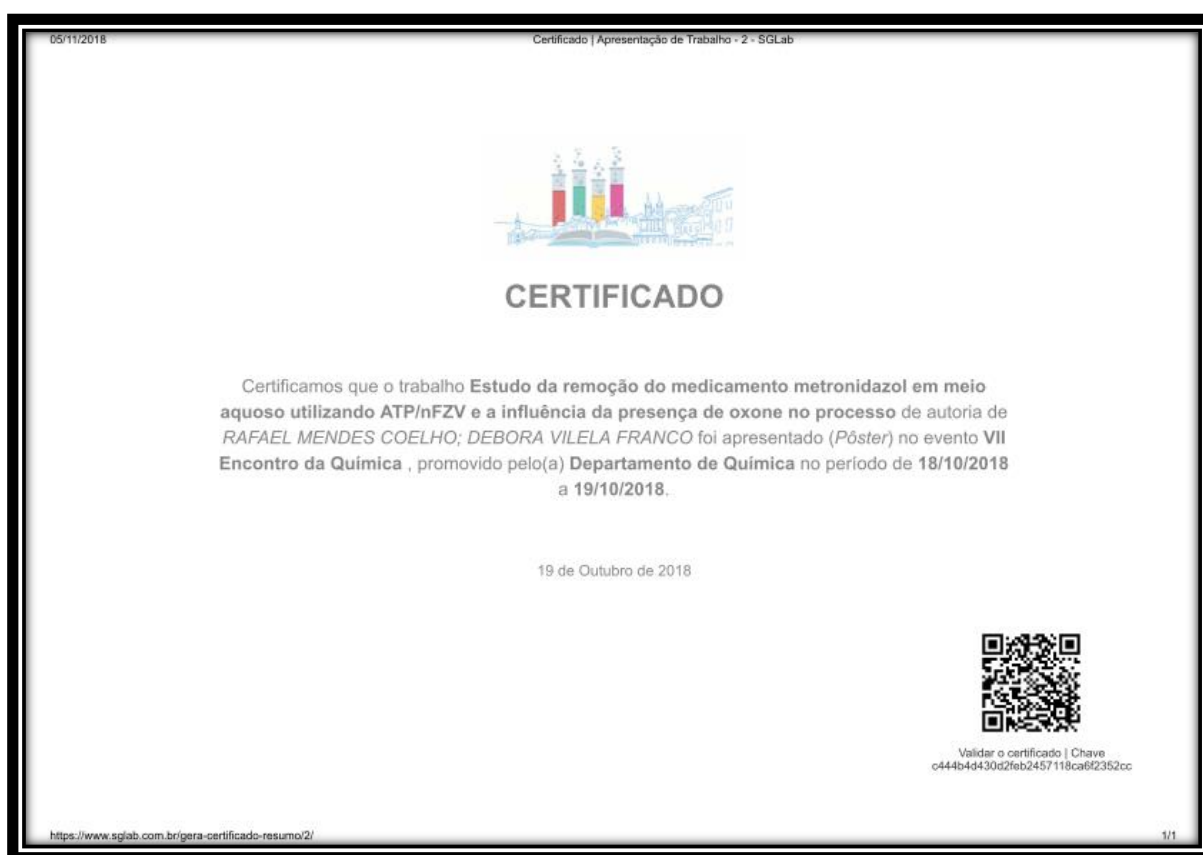 05/11/2018
Certificado | Apresentação de Trabalho - 2 - SGLab
CERTIFICADO
Certificamos que o trabalho Estudo da remoção do medicamento metronidazol em meio
aquoso utilizando ATP/nFZV e a influência da presença de oxone no processo de autoria de
RAFAEL MENDES COELHO; DEBORA VILELA FRANCO foi apresentado (Pôster) no evento VII
Encontro da Química , promovido pelo(a) Departamento de Química no período de 18/10/2018
a 19/10/2018.
19 de Outubro de 2018
Validar o certificado | Chave
c444b4d430d2feb2457118ca6f2352cc
https://www.sglab.com.br/gera-certificado-resumo/2/
1/1